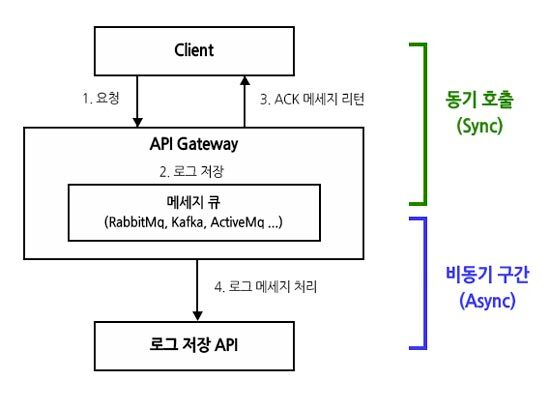 Client
1. 요청
3. ACK 메세지 리턴
동기 호출
(Sync)
API Gateway
2. 로그 저장
메세지 큐
(RabbitMq, Kafka, ActiveMq ...)
비동기 구간
(Async)
4. 로그 메세지 처리
로그 저장 API